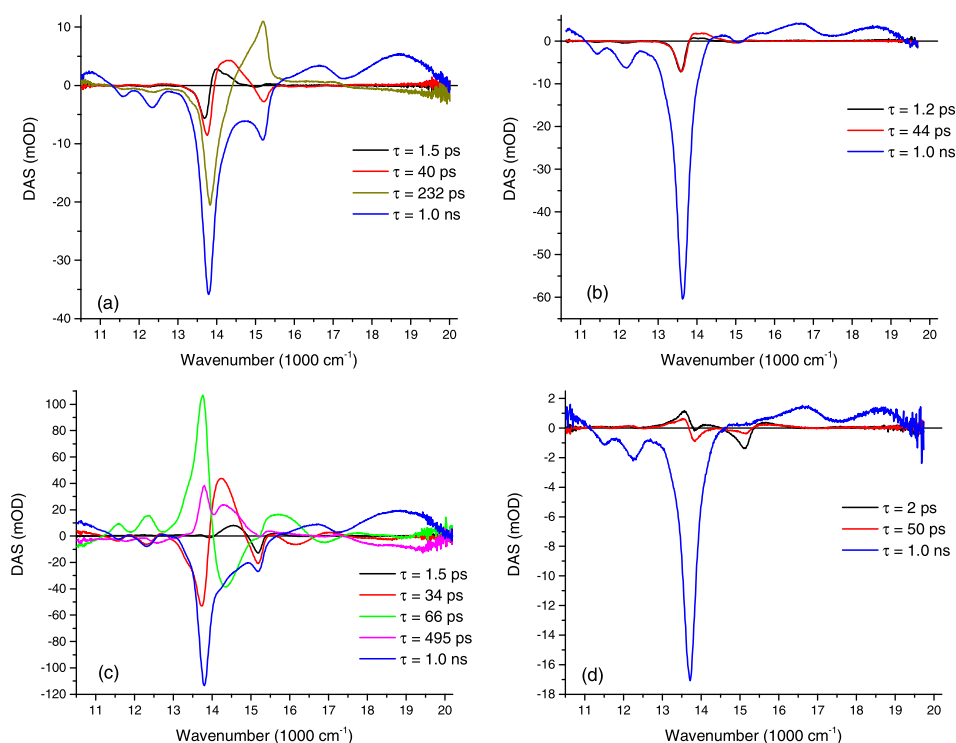 10
0
-10
-20
-30
-40
DAS (mOD)
τ = 1.5 ps
τ = 40 ps
τ = 232 ps
τ = 1.0 ns
(a)
11 12 13 14 15 16 17 18 19 20
Wavenumber (1000 cm⁻¹)
0
-10
-20
-30
-40
-50
-60
DAS (mOD)
τ = 1.2 ps
τ = 44 ps
τ = 1.0 ns
(b)
11 12 13 14 15 16 17 18 19 20
Wavenumber (1000 cm⁻¹)
100
80
60
40
20
0
-20
-40
-60
-80
-100
-120
DAS (mOD)
τ = 1.5 ps
τ = 34 ps
τ = 66 ps
τ = 495 ps
τ = 1.0 ns
(c)
11 12 13 14 15 16 17 18 19 20
Wavenumber (1000 cm⁻¹)
2
0
-2
-4
-6
-8
-10
-12
-14
-16
-18
DAS (mOD)
τ = 2 ps
τ = 50 ps
τ = 1.0 ns
(d)
11 12 13 14 15 16 17 18 19 20
Wavenumber (1000 cm⁻¹)